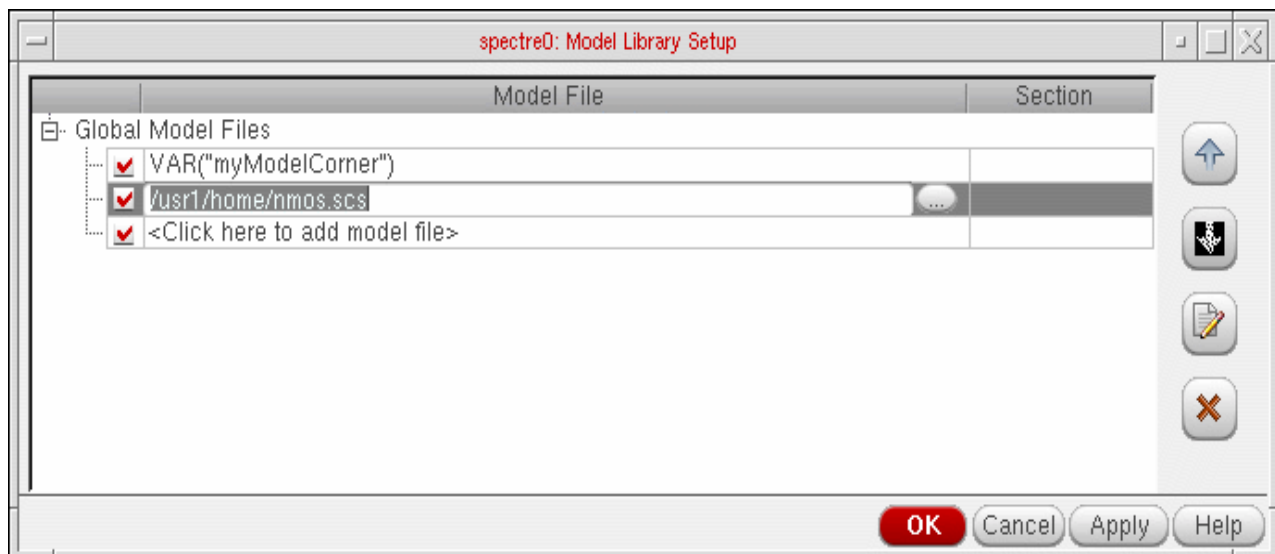 spectre0: Model Library Setup
Model File Section
Global Model Files
VAR("myModelCorner")
/usr1/home/nmos.scs ...
<Click here to add model file>
OK Cancel Apply Help